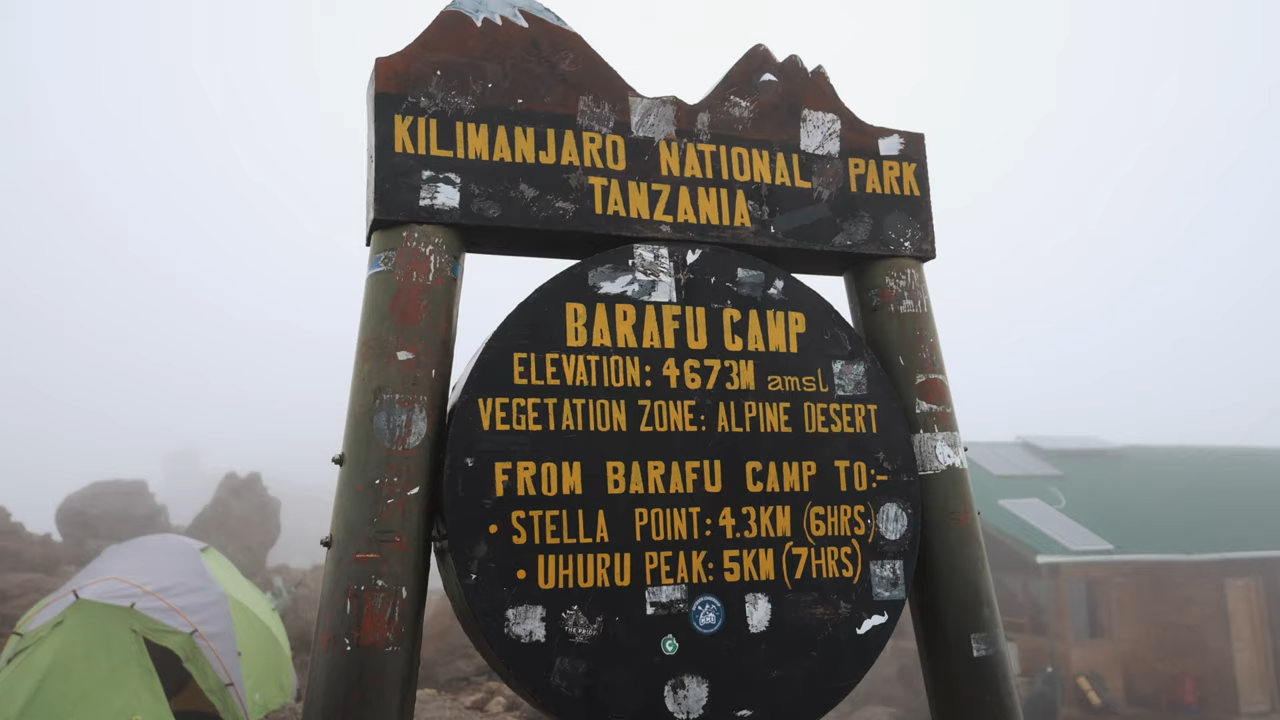 KILIMANJARO NATIONAL PARK
TANZANIA
BARAFU CAMP
ELEVATION: 4673M amsl
VEGETATION ZONE: ALPINE DESERT
FROM BARAFU CAMP TO:-
• STELLA POINT: 4.3KM (6HRS)
• UHURU PEAK: 5KM (7HRS)